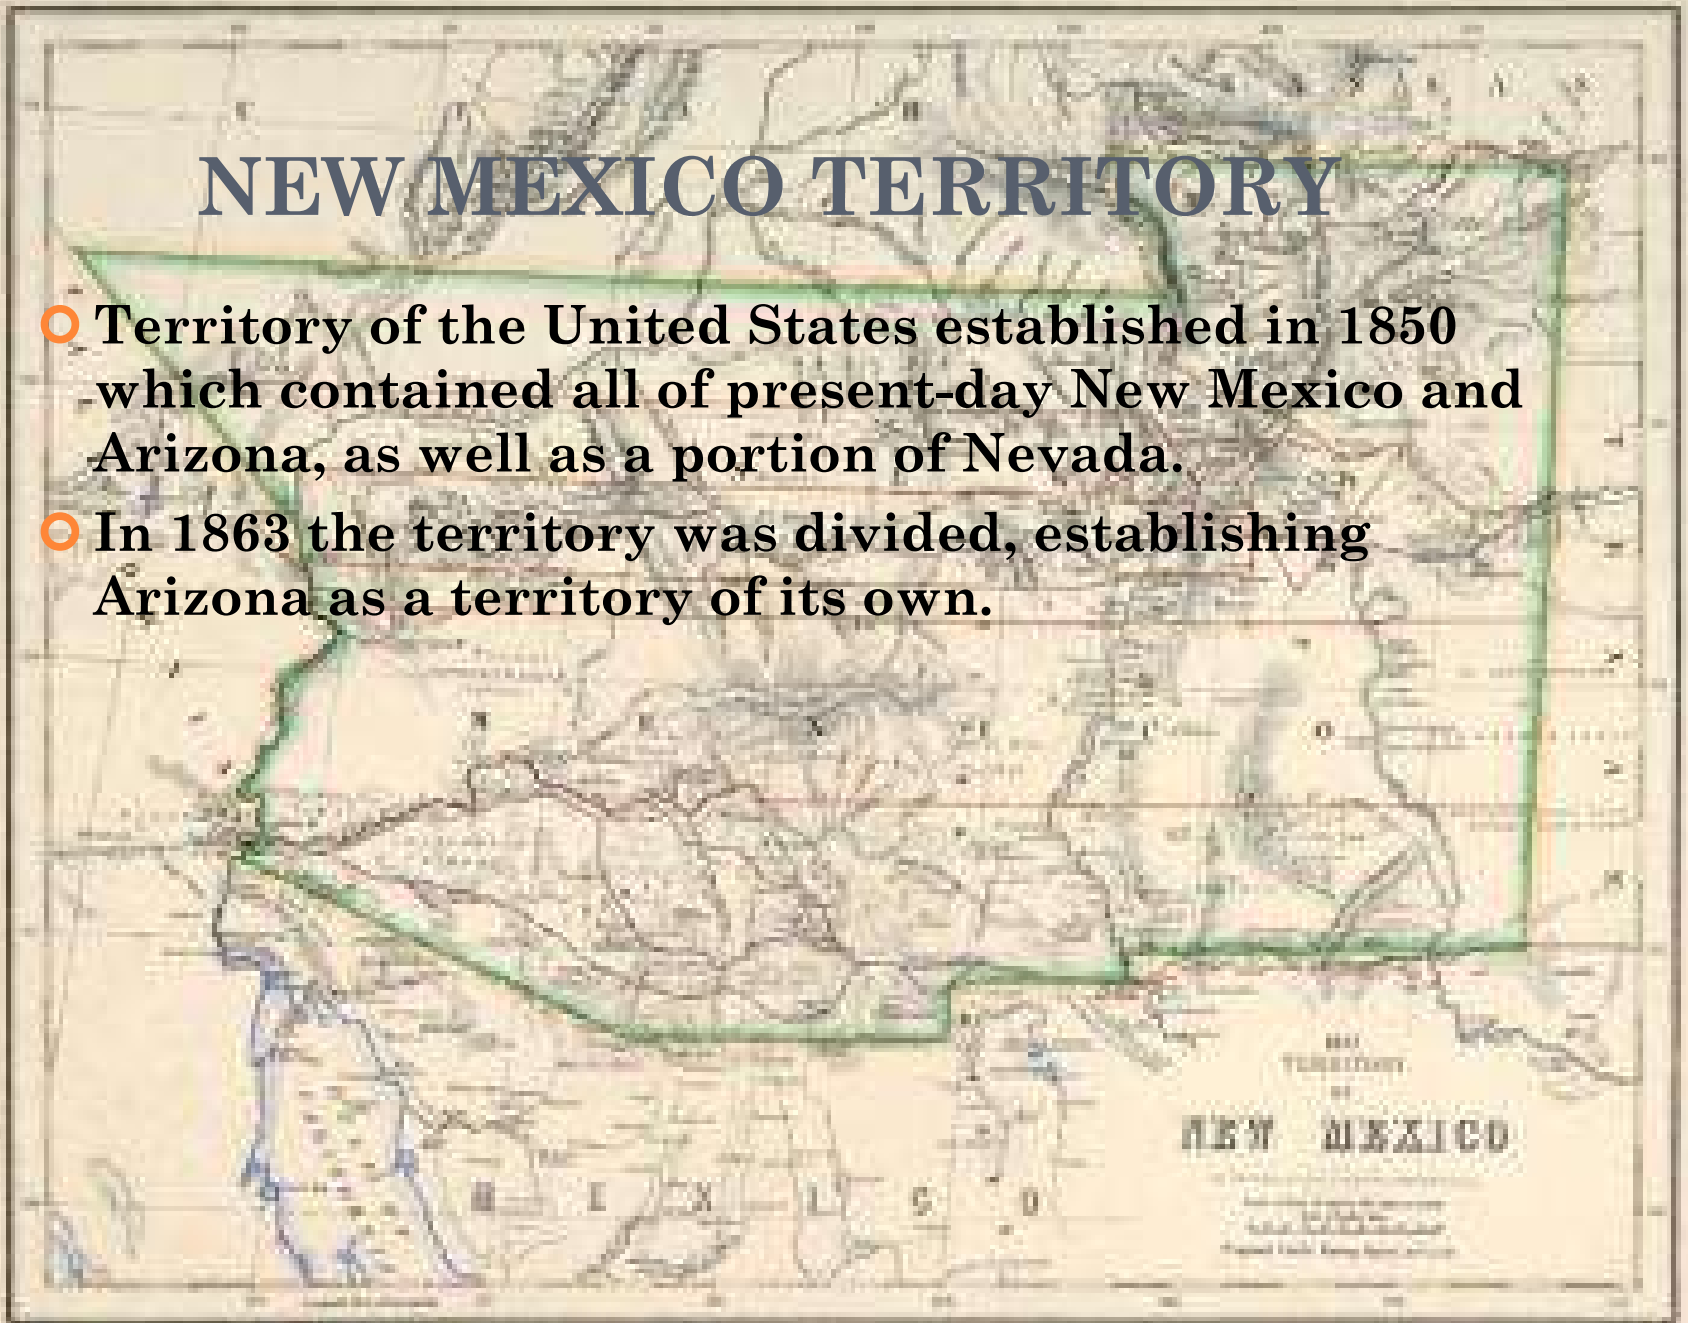 NEW MEXICO TERRITORY
Territory of the United States established in 1850
which contained all of present-day New Mexico and
Arizona, as well as a portion of Nevada.
In 1863 the territory was divided, establishing
Arizona as a territory of its own.
N E X I C O
TERRITORY
NEW MEXICO
M E X I C O